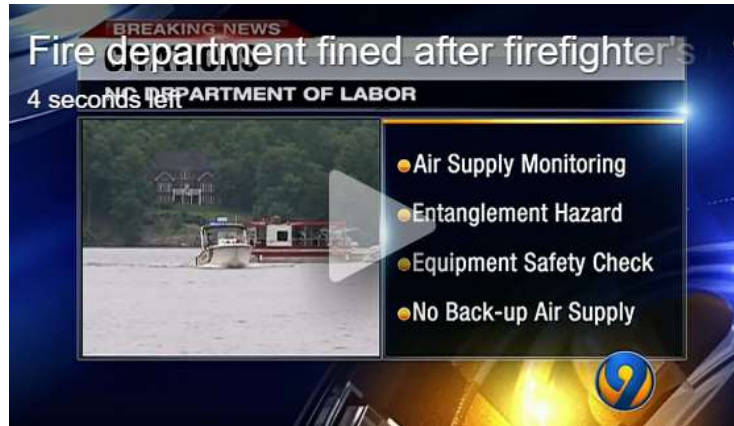 BREAKING NEWS
Fire department fined after firefighter's
CITATIONS
4 seconds left
NC DEPARTMENT OF LABOR
Air Supply Monitoring
Entanglement Hazard
Equipment Safety Check
No Back-up Air Supply
9